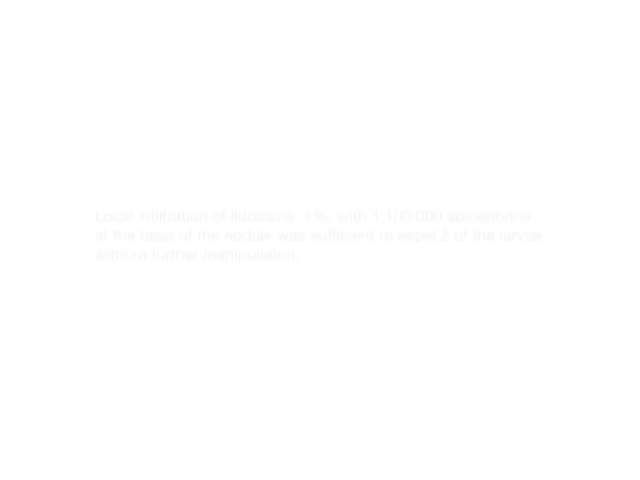 Local infiltration of lidocaine, 1%, with 1:100 000 epinephrine
at the base of the nodule was sufficient to expel 2 of the larvae
without further manipulation.